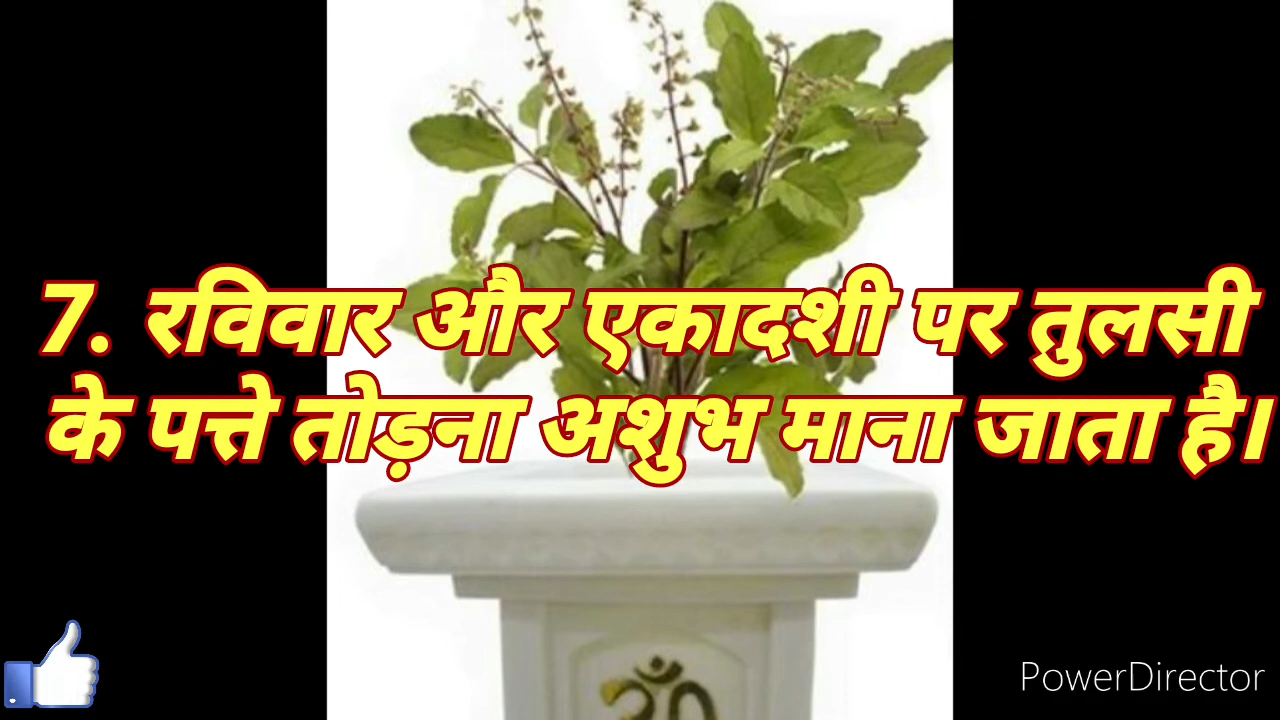 7. रविवार और एकादशी पर तुलसी
के पत्ते तोड़ना अशुभ माना जाता है।
ॐ
PowerDirector